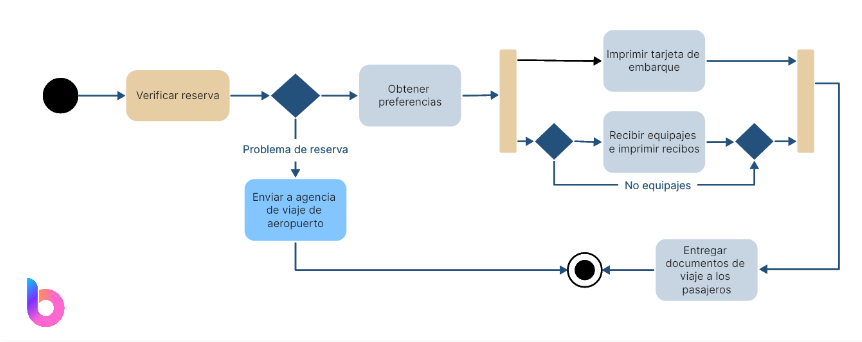 Verificar reserva
Obtener
preferencias
Imprimir tarjeta de
embarque
Recibir equipajes
e imprimir recibos
No equipajes
Problema de reserva
Enviar a agencia
de viaje de
aeropuerto
Entregar
documentos de
viaje a los
pasajeros
b